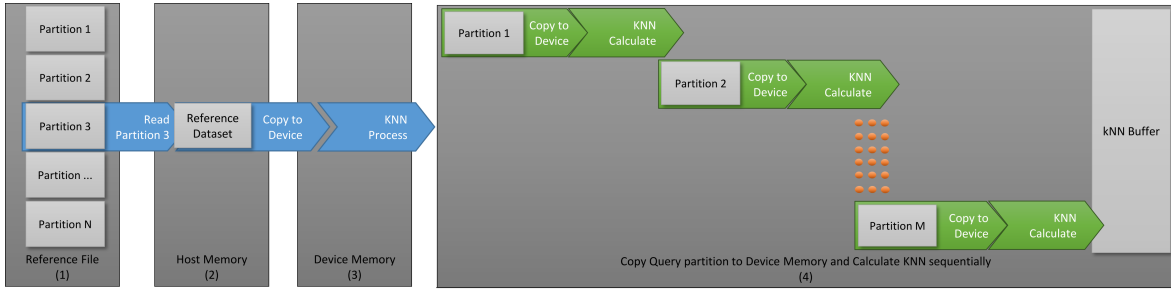 Partition 1
Partition 2
Partition 3
Partition ...
Partition N
Reference File
(1)
Read
Partition 3
Reference
Dataset
Host Memory
(2)
Copy to
Device
KNN
Process
Device Memory
(3)
Partition 1
Copy to
Device
KNN
Calculate
Partition 2
Copy to
Device
KNN
Calculate
Partition M
Copy to
Device
KNN
Calculate
kNN Buffer
Copy Query partition to Device Memory and Calculate KNN sequentially
(4)